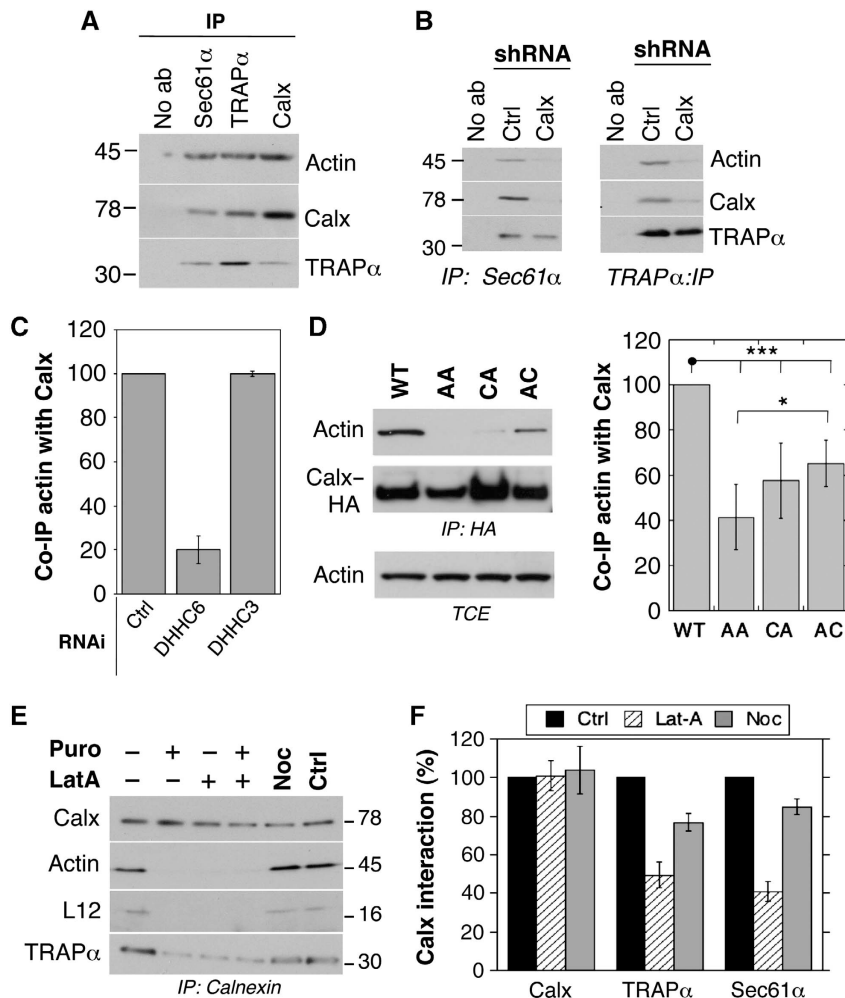 A
IP
No ab Sec61α TRAPα Calx
45
Actin
78
Calx
30
TRAPα
B
shRNA shRNA
No ab Ctrl Calx No ab Ctrl Calx
45
Actin
78
Calx
30
TRAPα
IP: Sec61α TRAPα:IP
C
Co-IP actin with Calx
120
100
80
60
40
20
0
RNAi
Ctrl DHHC6 DHHC3
D
WT AA CA AC
Actin
Calx–
HA
IP: HA
Actin
TCE
Co-IP actin with Calx
120
100
80
60
40
20
0
***
*
WT AA CA AC
E
Puro – + – + Noc Ctrl
LatA – – + +
Calx 78
Actin 45
L12 16
TRAPα 30
IP: Calnexin
F
Ctrl Lat-A Noc
Calx interaction (%)
120
100
80
60
40
20
0
Calx TRAPα Sec61α